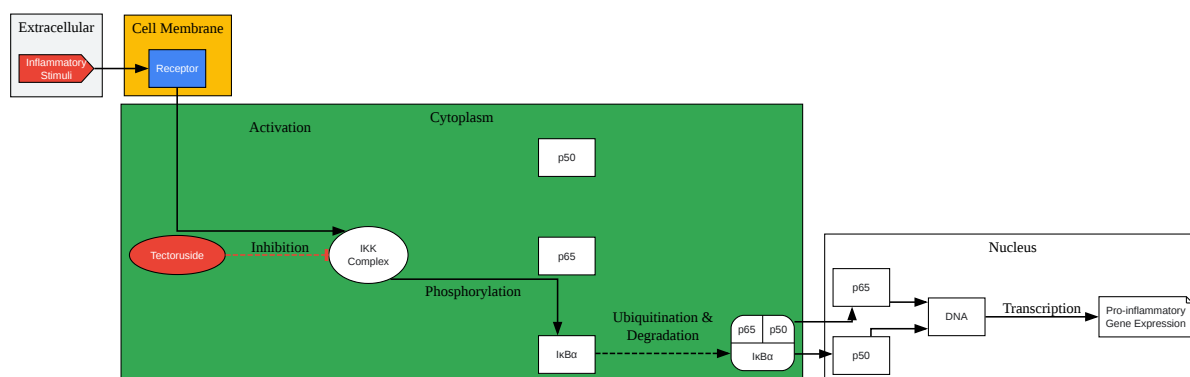 Extracellular
Inflammatory
Stimuli
Cell Membrane
Receptor
Cytoplasm
Activation
p50
Tectoruside
Inhibition
IKK
Complex
p65
Phosphorylation
IκBα
Ubiquitination &
Degradation
p65 p50
IκBα
Nucleus
p65
p50
DNA
Transcription
Pro-inflammatory
Gene Expression